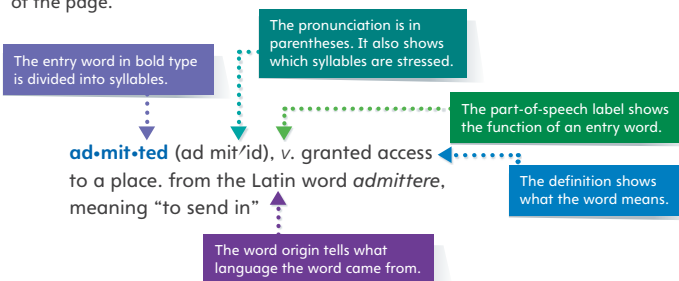 of the page.
The pronunciation is in
parentheses. It also shows
which syllables are stressed.
The entry word in bold type
is divided into syllables.
The part-of-speech label shows
the function of an entry word.
ad•mit•ted (ad mit′id), v. granted access
to a place. from the Latin word admittere,
meaning “to send in”
The definition shows
what the word means.
The word origin tells what
language the word came from.